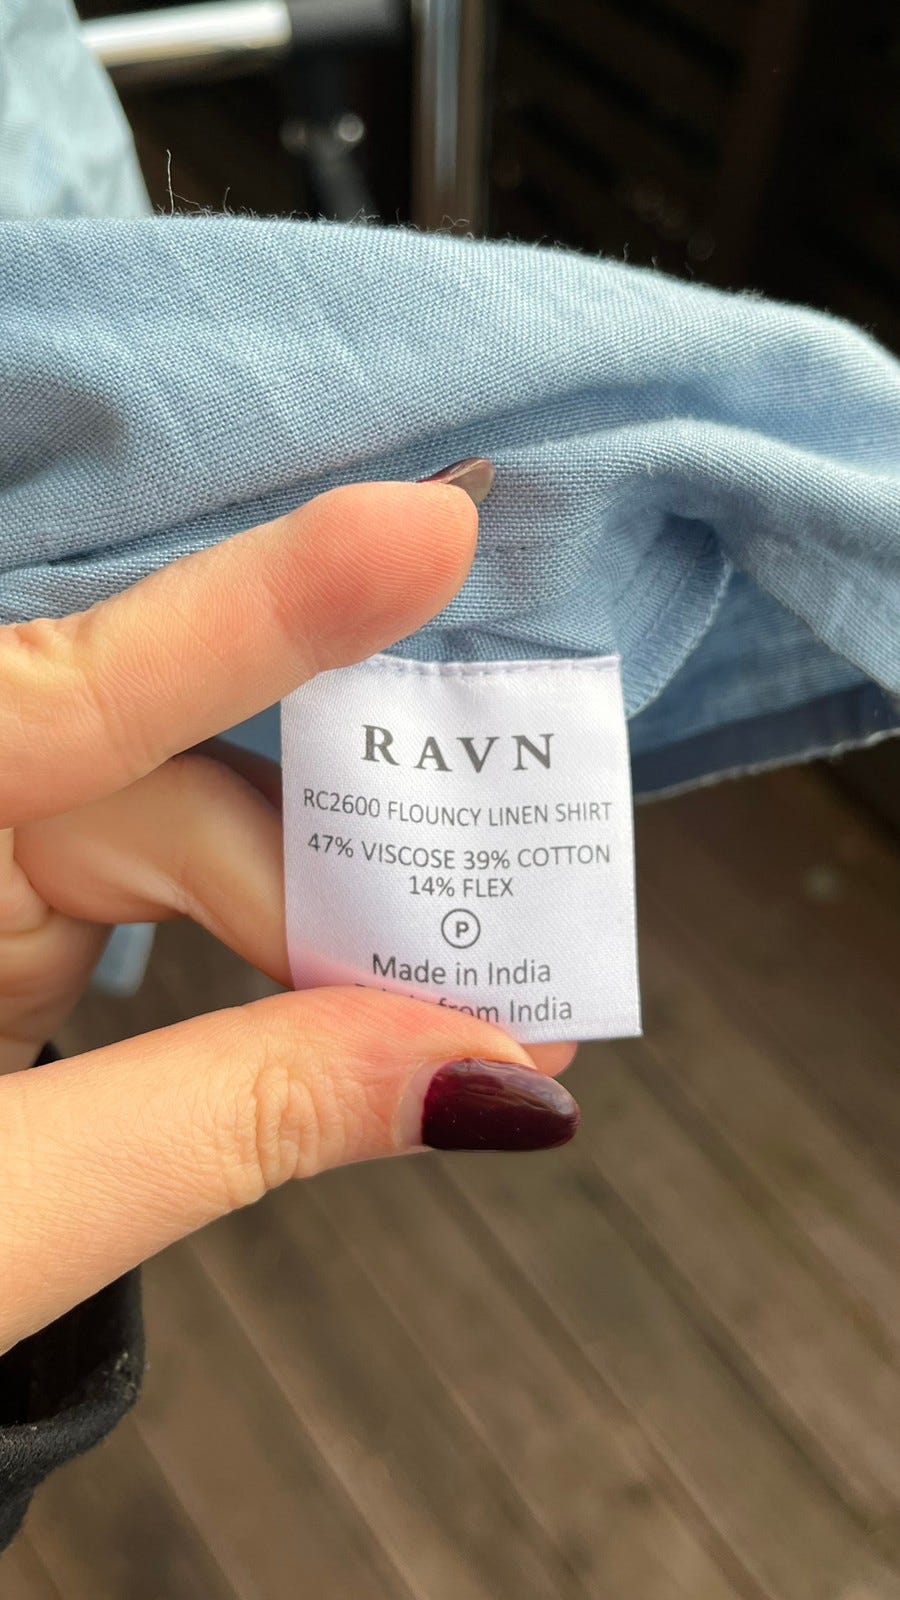 RAVN
RC2600 FLOUNCY LINEN SHIRT
47% VISCOSE 39% COTTON
14% FLEX
P
Made in India
from India